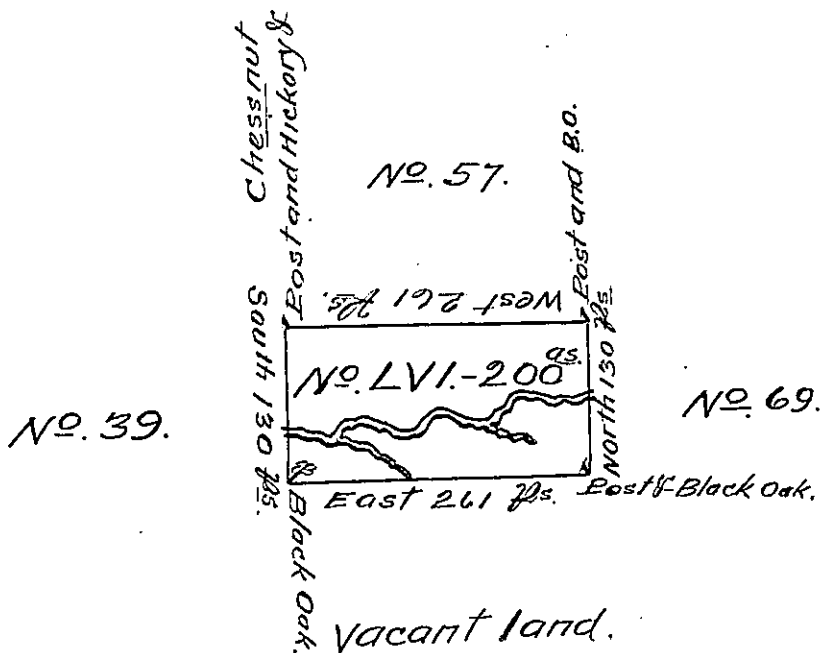 Chessnut
Post and Hickory &
No. 57.
Post and B.O.
West 261 ps.
South 130 ps.
No. LVI.-200 as.
North 130 ps.
No. 39.
No. 69.
P
Black Oak.
East 261 ps.
Post & Black Oak.
Vacant land.